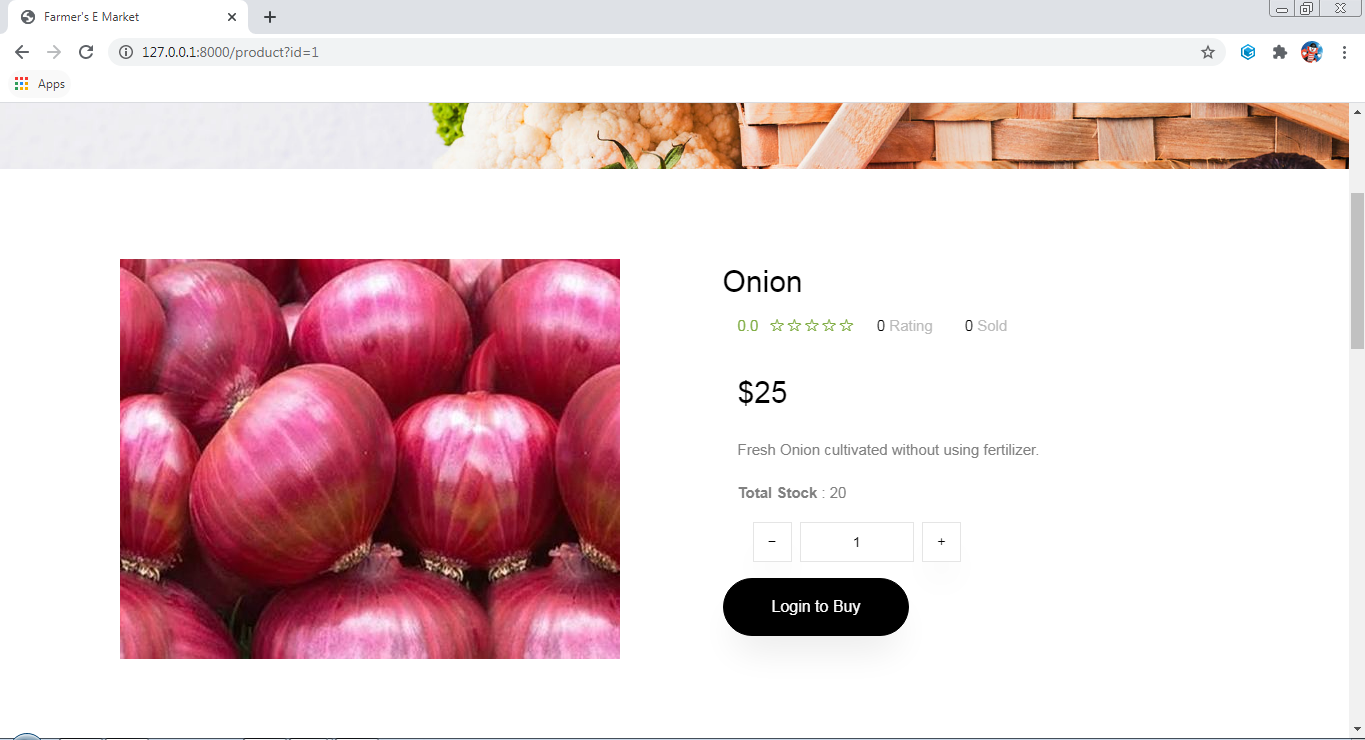 Farmer's E Market
127.0.0.1:8000/product?id=1
Apps
Onion
0.0 ☆☆☆☆☆ 0 Rating 0 Sold
$25
Fresh Onion cultivated without using fertilizer.
Total Stock : 20
− 1 +
Login to Buy